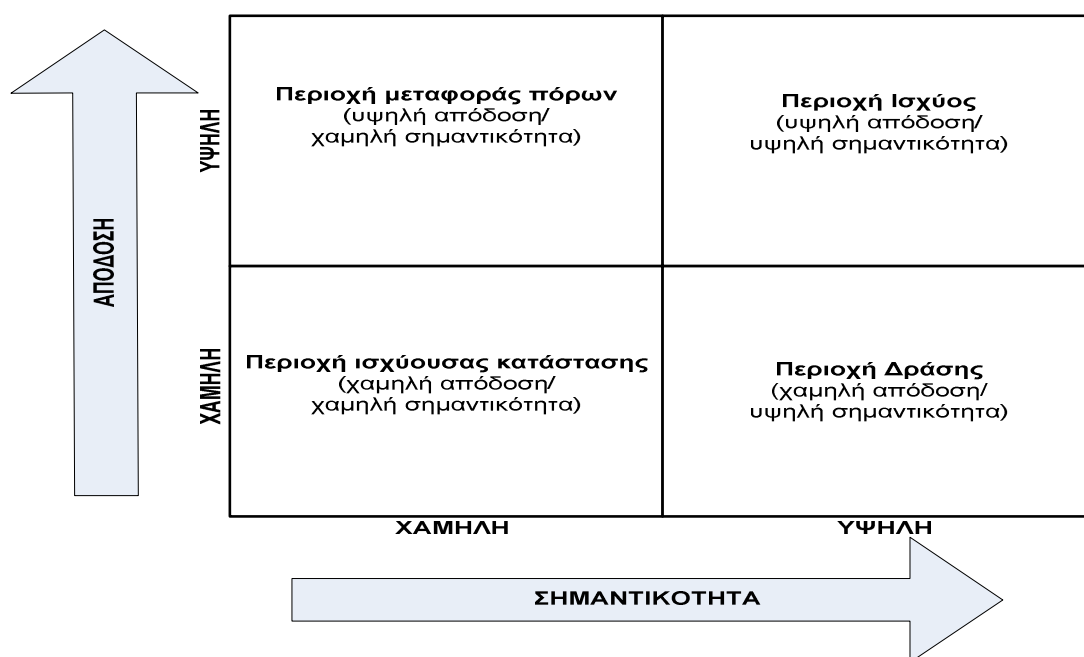 ΑΠΟΔΟΣΗ
ΥΨΗΛΗ
Περιοχή μεταφοράς πόρων
(υψηλή απόδοση/
χαμηλή σημαντικότητα)
Περιοχή Ισχύος
(υψηλή απόδοση/
υψηλή σημαντικότητα)
ΧΑΜΗΛΗ
Περιοχή ισχύουσας κατάστασης
(χαμηλή απόδοση/
χαμηλή σημαντικότητα)
Περιοχή Δράσης
(χαμηλή απόδοση/
υψηλή σημαντικότητα)
ΧΑΜΗΛΗ
ΥΨΗΛΗ
ΣΗΜΑΝΤΙΚΟΤΗΤΑ